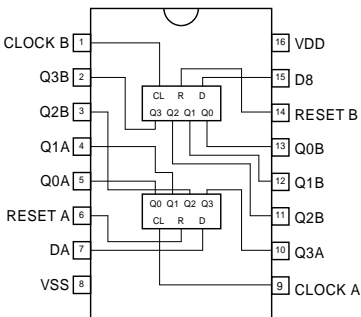 CLOCK B 1 16 VDD
Q3B 2 15 D8
Q2B 3 CL R D 14 RESET B
Q3 Q2 Q1 Q0
Q1A 4 13 Q0B
Q0A 5 12 Q1B
RESET A 6 Q0 Q1 Q2 Q3 11 Q2B
CL R D
DA 7 10 Q3A
VSS 8 9 CLOCK A